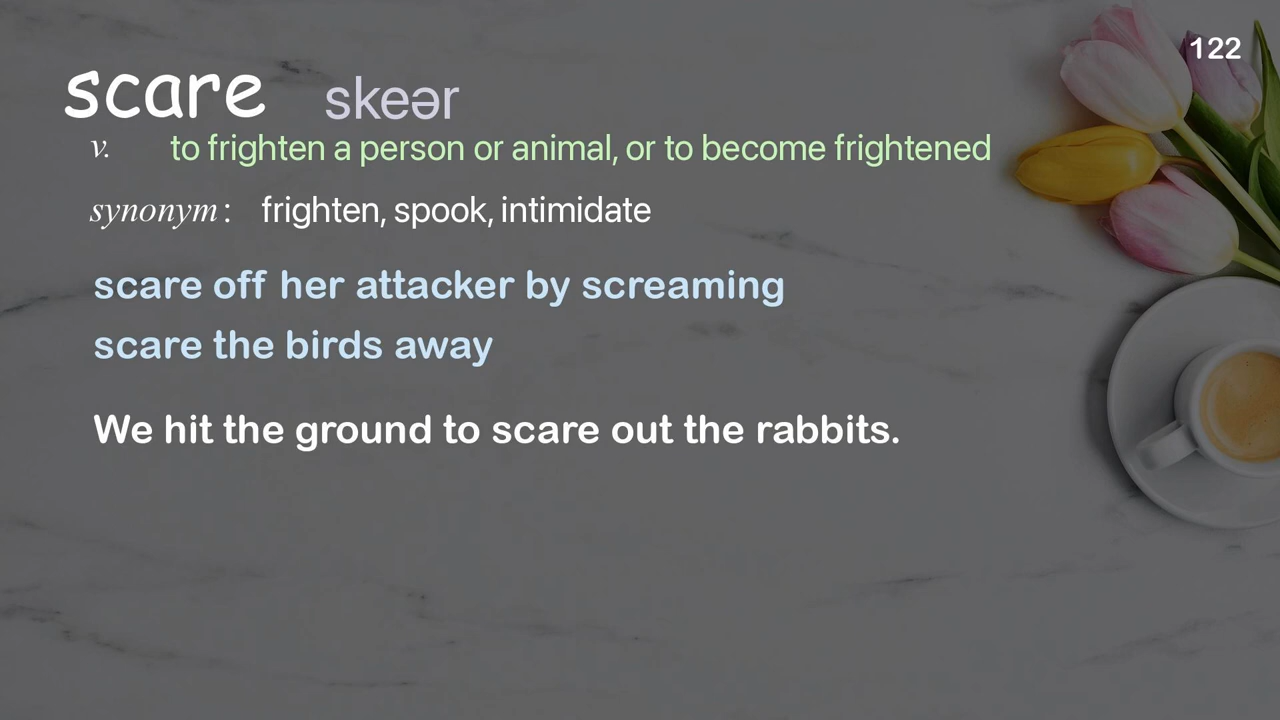 122
scare skeər
v. to frighten a person or animal, or to become frightened
synonym: frighten, spook, intimidate
scare off her attacker by screaming
scare the birds away
We hit the ground to scare out the rabbits.